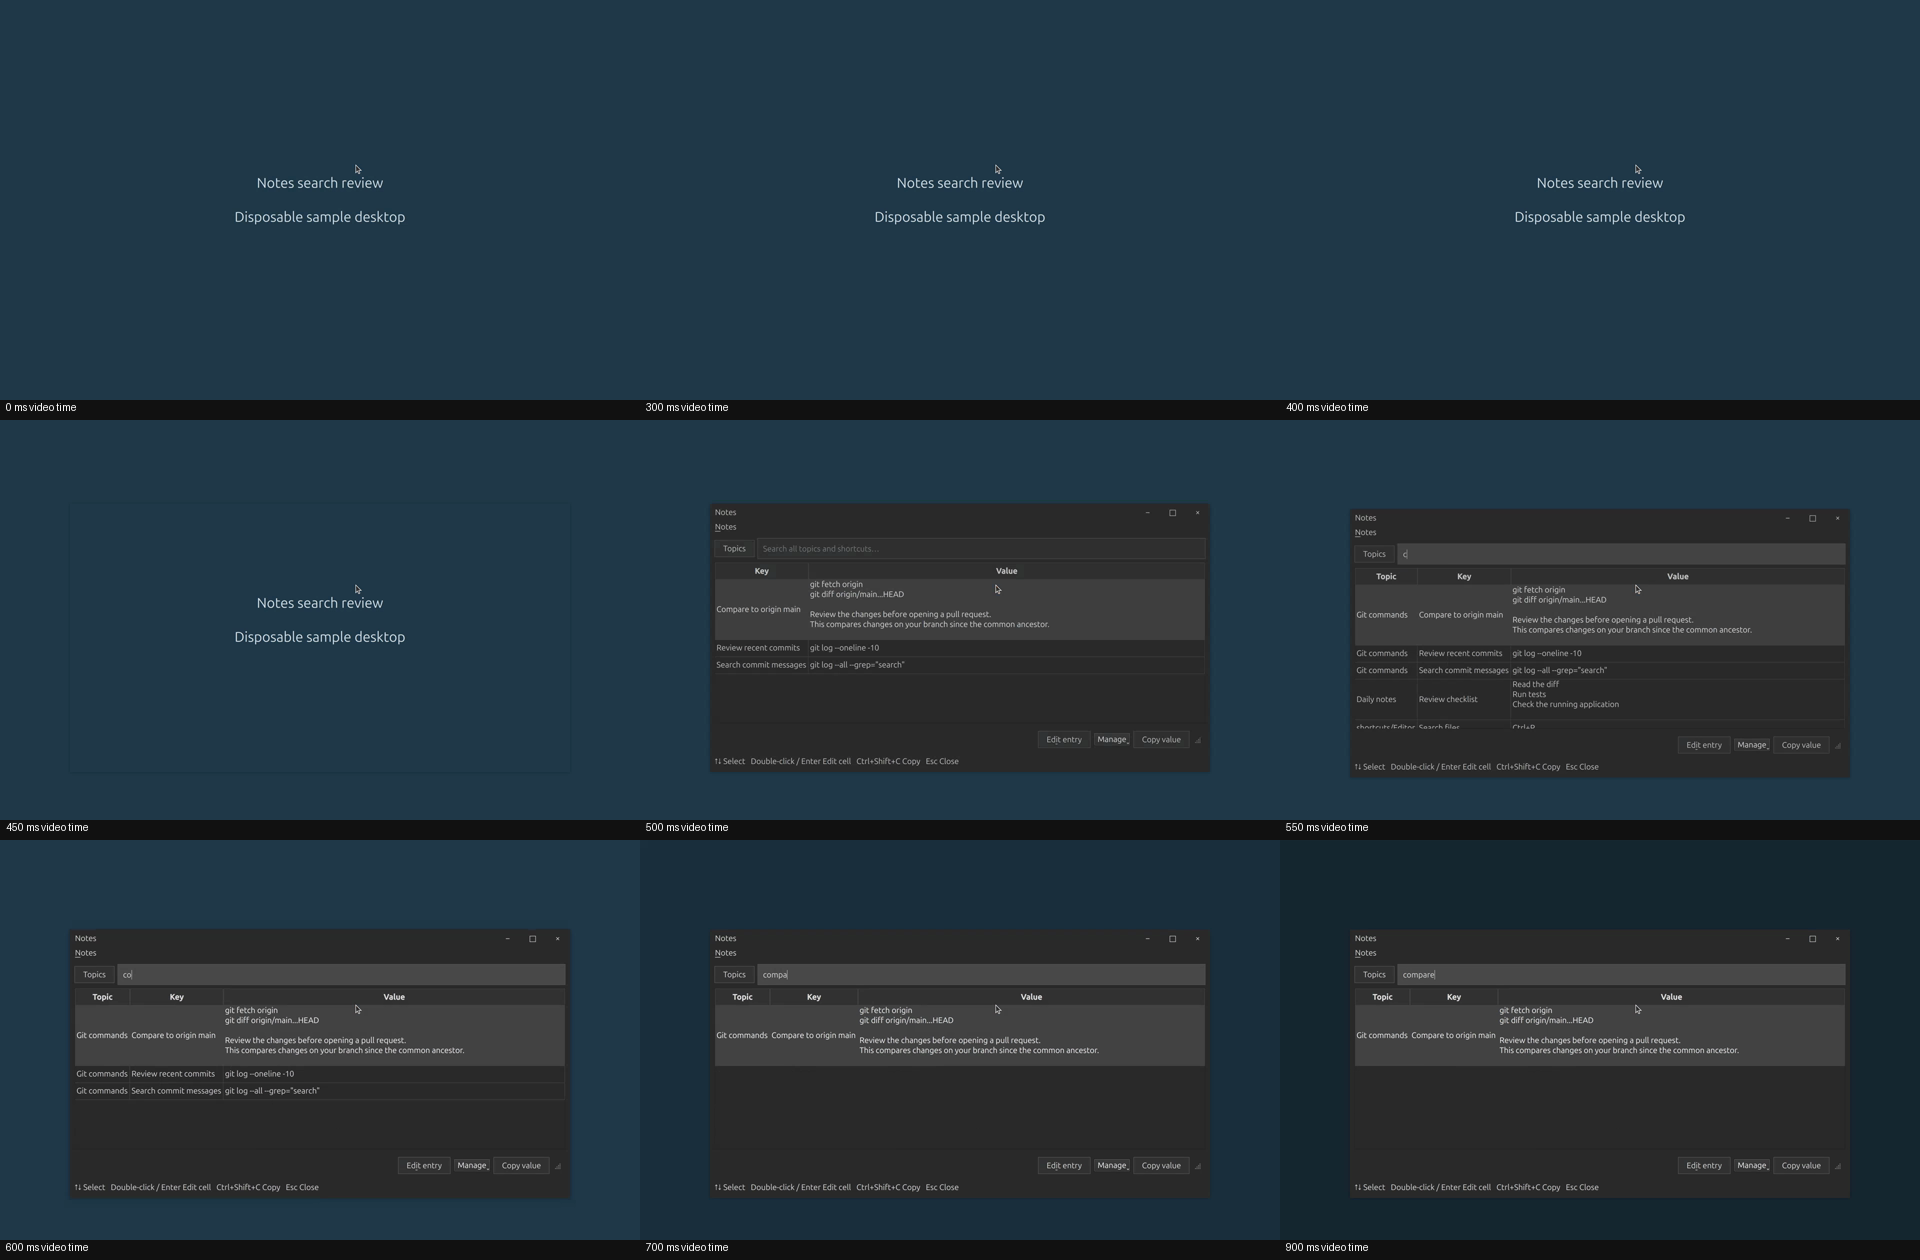 Notes search review
Disposable sample desktop
0 ms video time
Notes search review
Disposable sample desktop
300 ms video time
Notes search review
Disposable sample desktop
400 ms video time
Notes search review
Disposable sample desktop
450 ms video time
Notes
Notes
Topics Search all topics and shortcuts...
Key Value
Compare to origin main
git fetch origin
git diff origin/main...HEAD
Review the changes before opening a pull request.
This compares changes on your branch since the common ancestor.
Review recent commits git log --oneline -10
Search commit messages git log --all --grep="search"
Edit entry Manage Copy value
↑↓ Select Double-click / Enter Edit cell Ctrl+Shift+C Copy Esc Close
500 ms video time
Notes
Notes
Topics c
Topic Key Value
Git commands Compare to origin main
git fetch origin
git diff origin/main...HEAD
Review the changes before opening a pull request.
This compares changes on your branch since the common ancestor.
Git commands Review recent commits git log --oneline -10
Git commands Search commit messages git log --all --grep="search"
Daily notes Review checklist
Read the diff
Run tests
Check the running application
shortcuts/Editor Search files Ctrl+P
Edit entry Manage Copy value
↑↓ Select Double-click / Enter Edit cell Ctrl+Shift+C Copy Esc Close
550 ms video time
Notes
Notes
Topics co
Topic Key Value
Git commands Compare to origin main
git fetch origin
git diff origin/main...HEAD
Review the changes before opening a pull request.
This compares changes on your branch since the common ancestor.
Git commands Review recent commits git log --oneline -10
Git commands Search commit messages git log --all --grep="search"
Edit entry Manage Copy value
↑↓ Select Double-click / Enter Edit cell Ctrl+Shift+C Copy Esc Close
600 ms video time
Notes
Notes
Topics compa
Topic Key Value
Git commands Compare to origin main
git fetch origin
git diff origin/main...HEAD
Review the changes before opening a pull request.
This compares changes on your branch since the common ancestor.
Edit entry Manage Copy value
↑↓ Select Double-click / Enter Edit cell Ctrl+Shift+C Copy Esc Close
700 ms video time
Notes
Notes
Topics compare
Topic Key Value
Git commands Compare to origin main
git fetch origin
git diff origin/main...HEAD
Review the changes before opening a pull request.
This compares changes on your branch since the common ancestor.
Edit entry Manage Copy value
↑↓ Select Double-click / Enter Edit cell Ctrl+Shift+C Copy Esc Close
900 ms video time